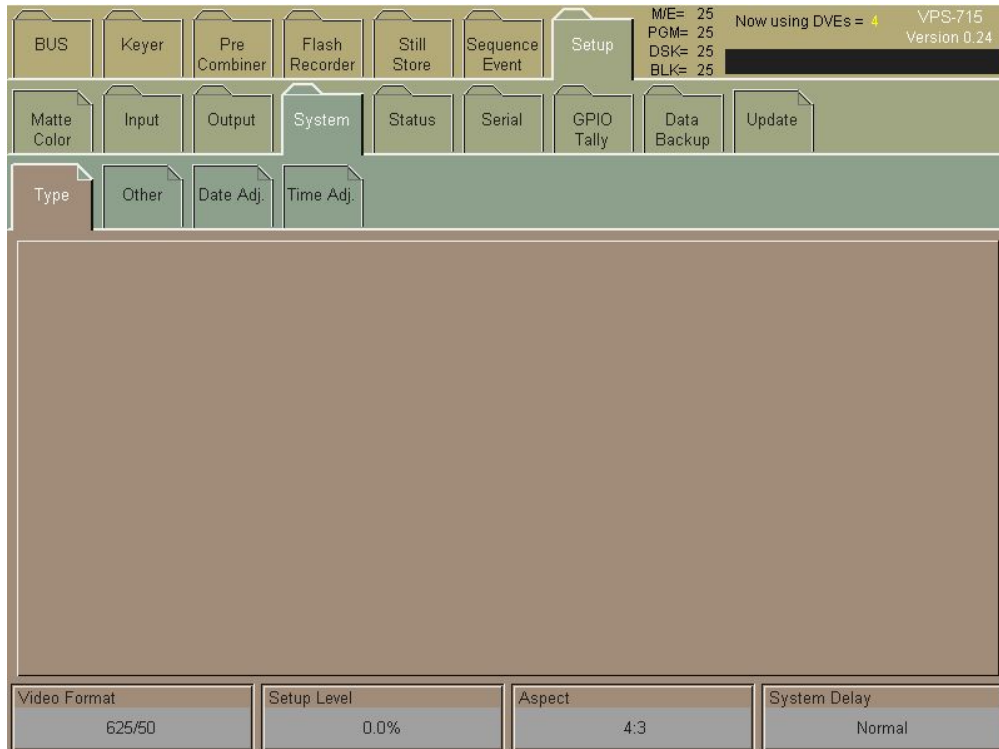 BUS
Keyer
Pre
Combiner
Flash
Recorder
Still
Store
Sequence
Event
Setup
M/E= 25
PGM= 25
DSK= 25
BLK= 25
Now using DVEs = 4
VPS-715
Version 0.24
Matte
Color
Input
Output
System
Status
Serial
GPIO
Tally
Data
Backup
Update
Type
Other
Date Adj.
Time Adj.
Video Format
625/50
Setup Level
0.0%
Aspect
4:3
System Delay
Normal